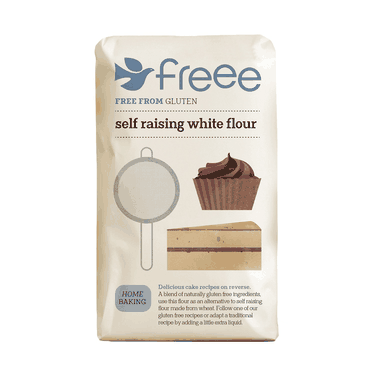 freee
FREE FROM GLUTEN
self raising white flour
HOME
BAKING
Delicious cake recipes on reverse.
A blend of naturally gluten free ingredients,
use this flour as an alternative to self raising
flour made from wheat. Follow one of our
gluten free recipes or adapt a traditional
recipe by adding a little extra liquid.